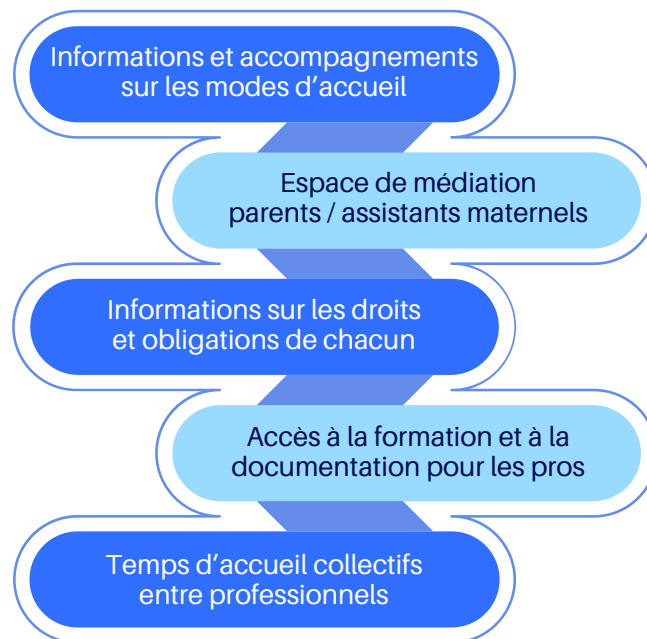 Informations et accompagnements
sur les modes d’accueil
Espace de médiation
parents / assistants maternels
Informations sur les droits
et obligations de chacun
Accès à la formation et à la
documentation pour les pros
Temps d’accueil collectifs
entre professionnels